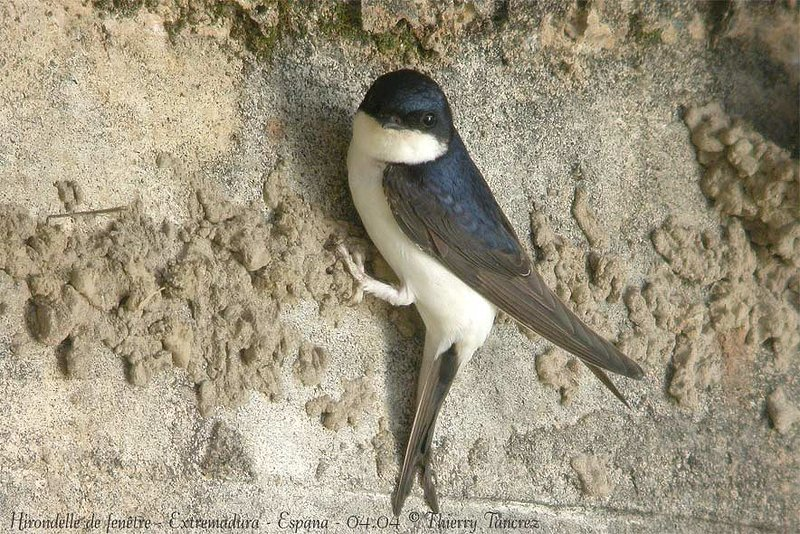 Hirondelle de fenêtre - Extremadura - Espana - 04.04 © Thierry Tancrez